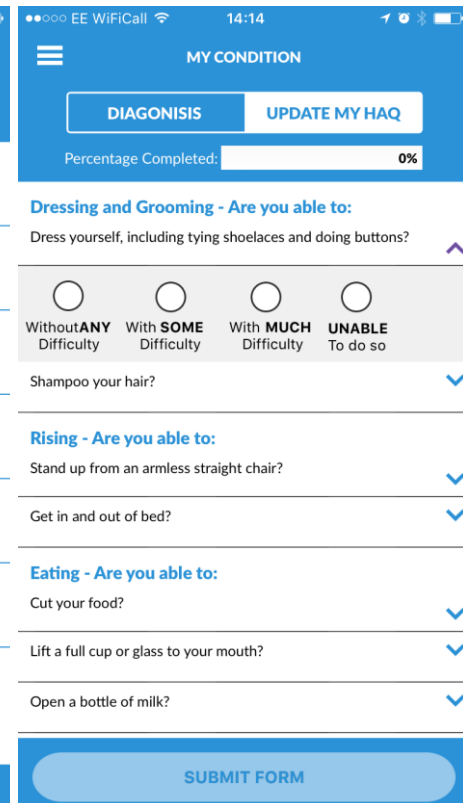 ●●○○○ EE WiFiCall 14:14
MY CONDITION
DIAGONISIS UPDATE MY HAQ
Percentage Completed: 0%
Dressing and Grooming - Are you able to:
Dress yourself, including tying shoelaces and doing buttons?
WithoutANY With SOME With MUCH UNABLE
Difficulty Difficulty Difficulty To do so
Shampoo your hair?
Rising - Are you able to:
Stand up from an armless straight chair?
Get in and out of bed?
Eating - Are you able to:
Cut your food?
Lift a full cup or glass to your mouth?
Open a bottle of milk?
SUBMIT FORM